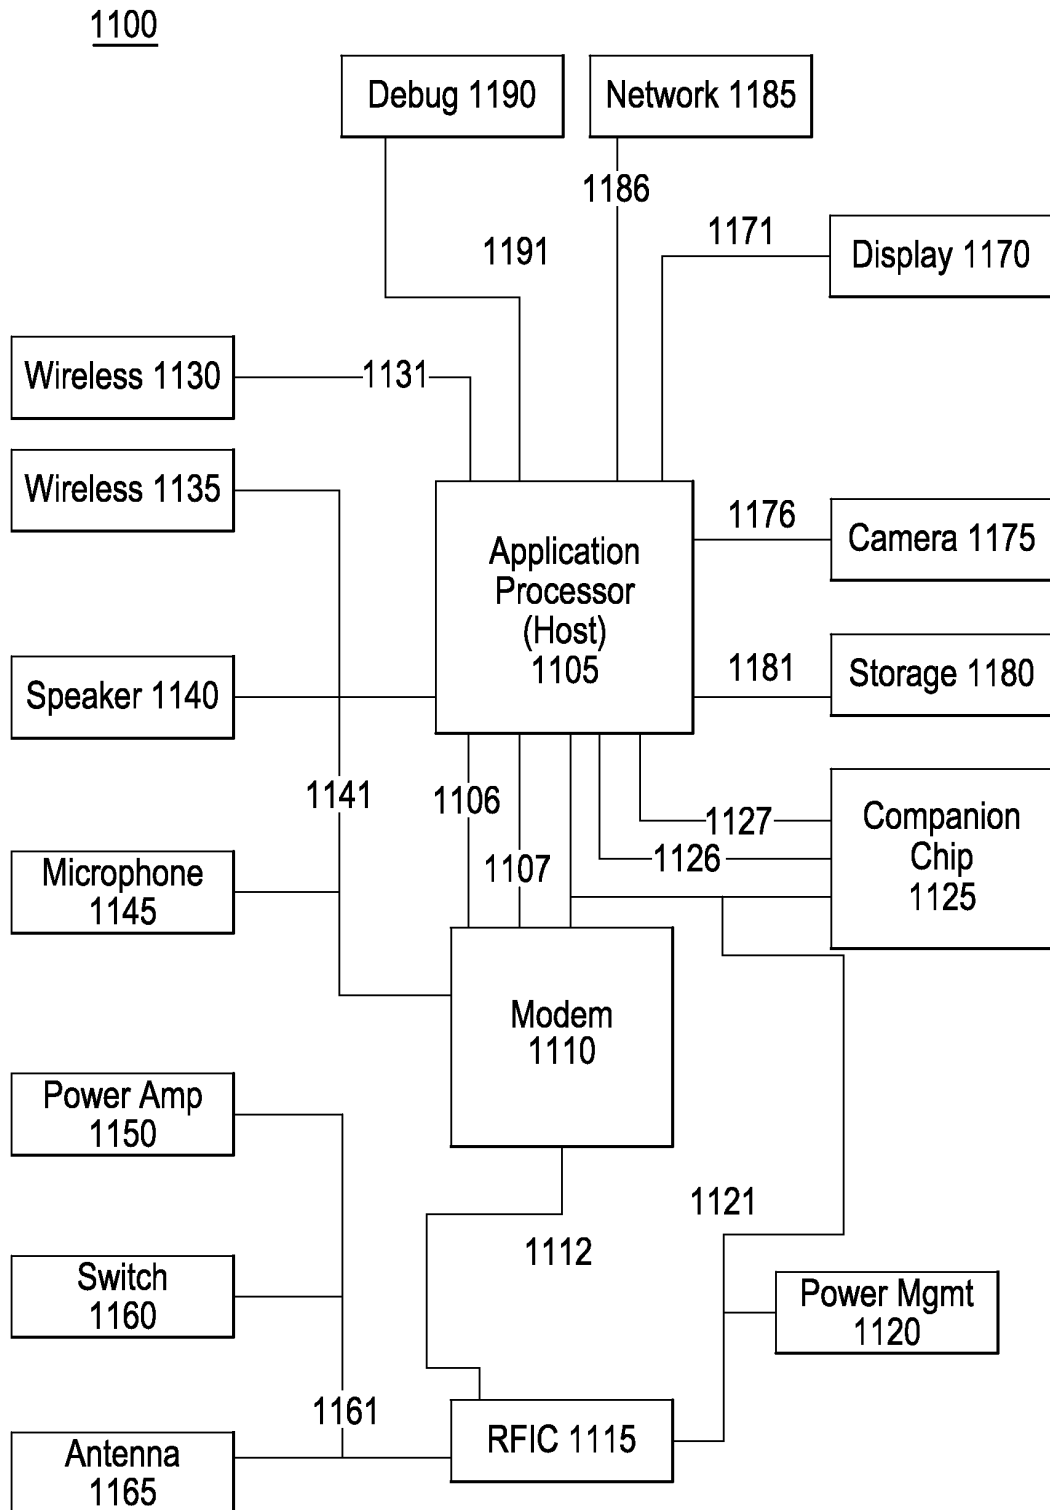 1100
Debug 1190
Network 1185
1186
1191
1171
Display 1170
Wireless 1130
1131
Wireless 1135
Application
Processor
(Host)
1105
1176
Camera 1175
Speaker 1140
1181
Storage 1180
1141
1106
1107
1127
1126
Companion
Chip
1125
Microphone
1145
Modem
1110
Power Amp
1150
1121
1112
Switch
1160
Power Mgmt
1120
1161
RFIC 1115
Antenna
1165